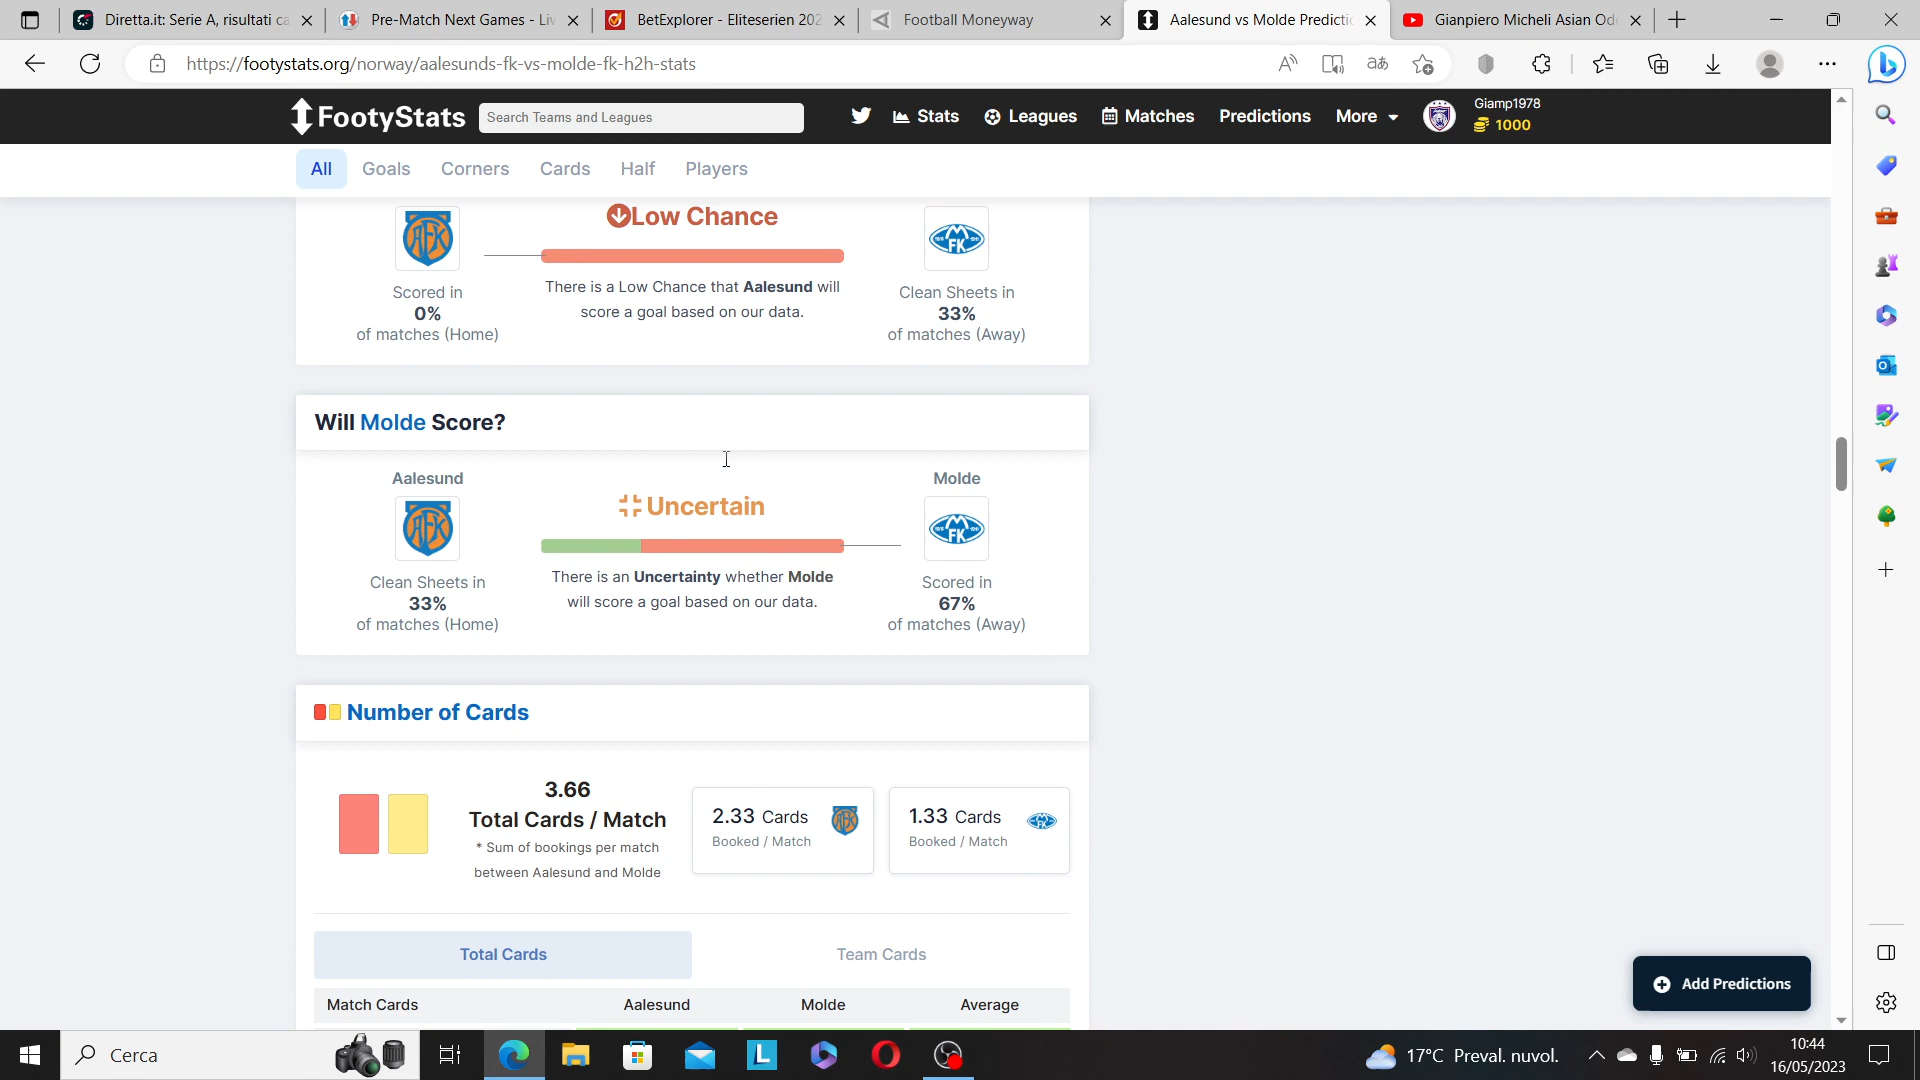 Diretta.it: Serie A, risultati ca
Pre-Match Next Games - Liv
BetExplorer - Eliteserien 202
Football Moneyway
Aalesund vs Molde Predictio
Gianpiero Micheli Asian Od
https://footystats.org/norway/aalesunds-fk-vs-molde-fk-h2h-stats
FootyStats
Search Teams and Leagues
Stats
Leagues
Matches
Predictions
More
Giamp1978
1000
All
Goals
Corners
Cards
Half
Players
Low Chance
There is a Low Chance that Aalesund will
score a goal based on our data.
Scored in
0%
of matches (Home)
Clean Sheets in
33%
of matches (Away)
Will Molde Score?
Aalesund
Uncertain
Molde
There is an Uncertainty whether Molde
will score a goal based on our data.
Clean Sheets in
33%
of matches (Home)
Scored in
67%
of matches (Away)
Number of Cards
3.66
Total Cards / Match
* Sum of bookings per match
between Aalesund and Molde
2.33 Cards
Booked / Match
1.33 Cards
Booked / Match
Total Cards
Team Cards
Match Cards
Aalesund
Molde
Average
Add Predictions
Cerca
17°C Preval. nuvol.
10:44
16/05/2023